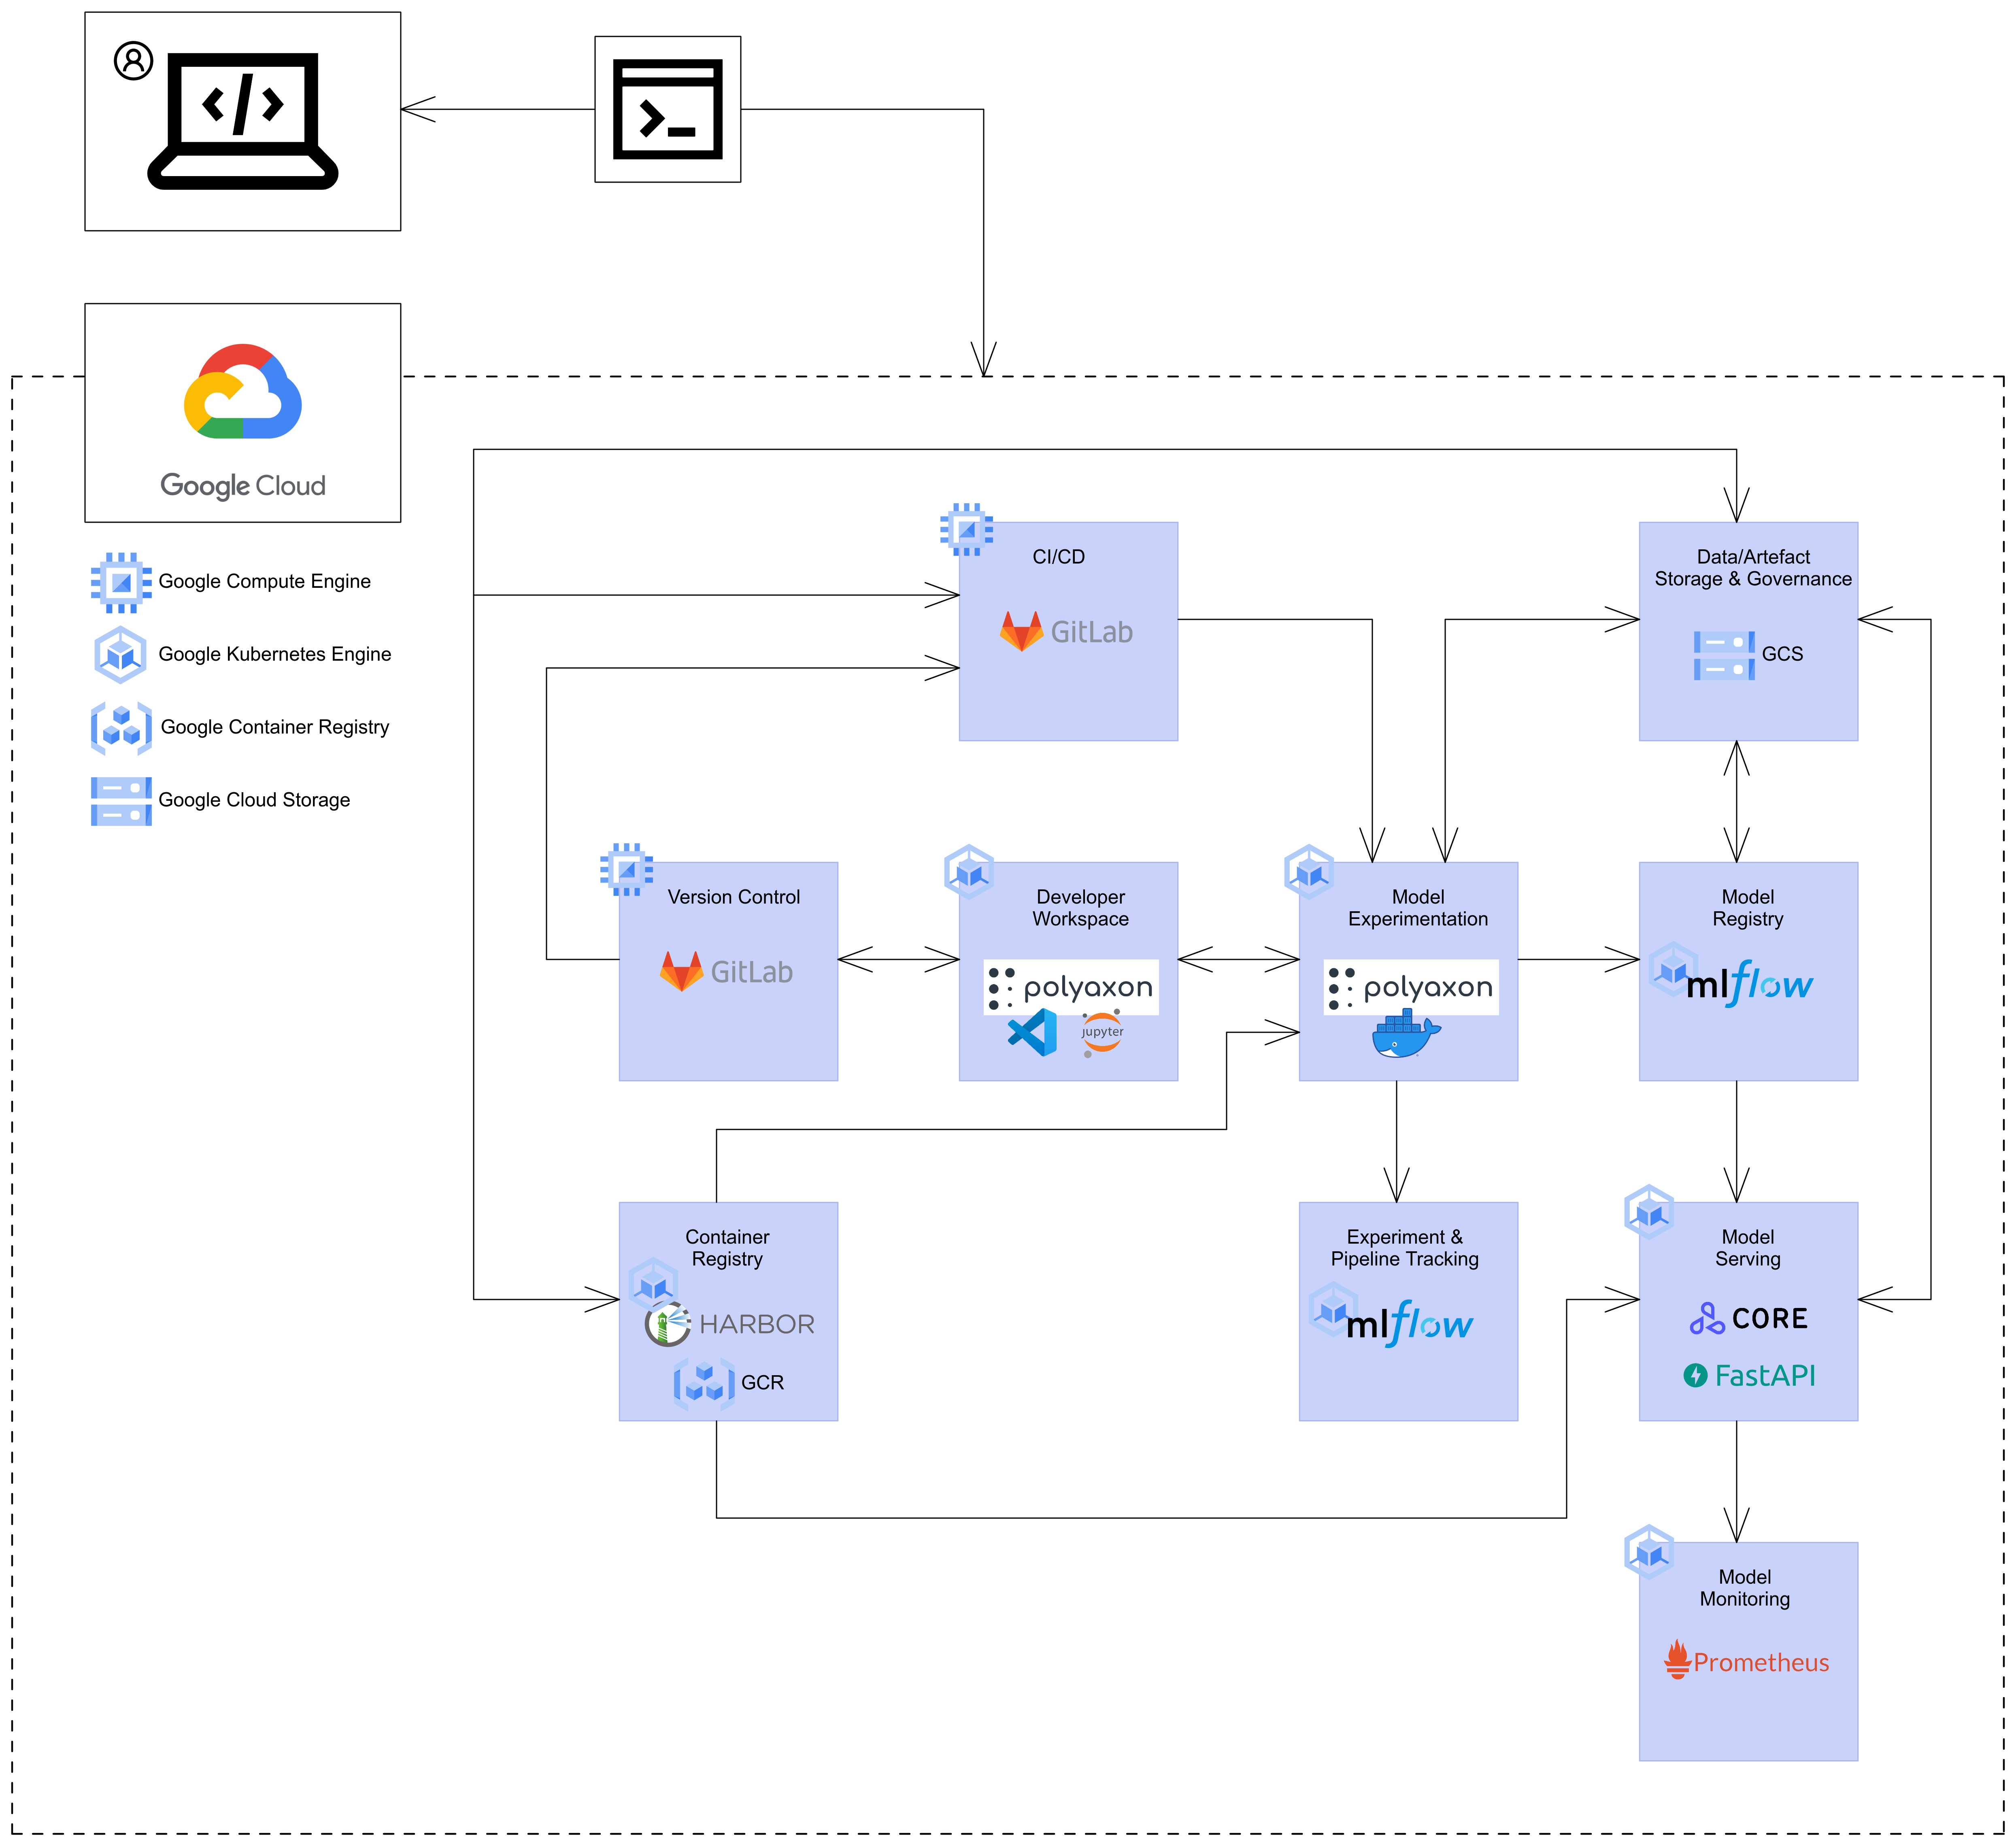 >_
</>
Google Cloud
Google Compute Engine
Google Kubernetes Engine
Google Container Registry
Google Cloud Storage
CI/CD
GitLab
Data/Artefact
Storage & Governance
GCS
Version Control
GitLab
Developer
Workspace
polyaxon
jupyter
Model
Experimentation
polyaxon
Model
Registry
mlflow
Container
Registry
HARBOR
GCR
Experiment &
Pipeline Tracking
mlflow
Model
Serving
CORE
FastAPI
Model
Monitoring
Prometheus